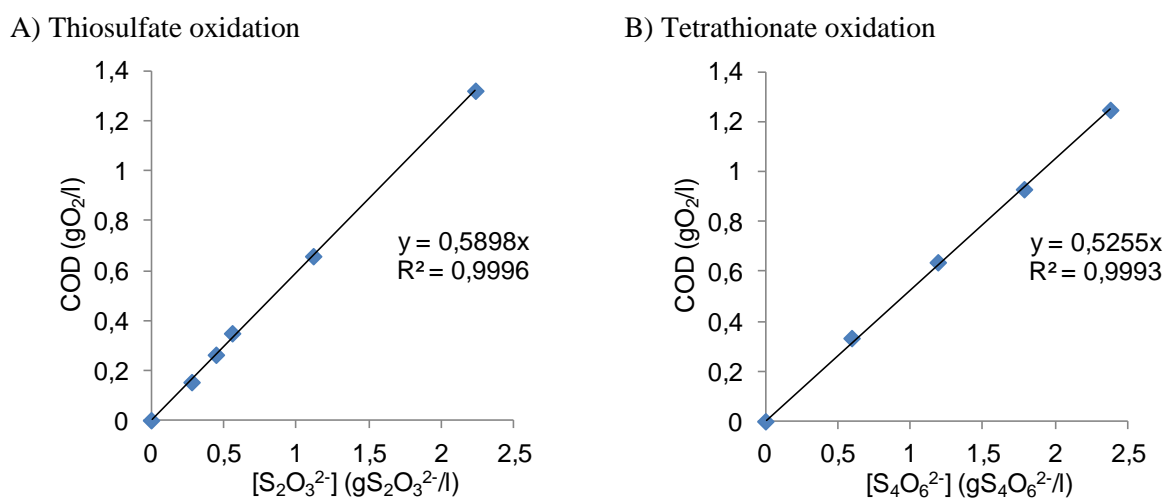 A) Thiosulfate oxidation
1,4
1,2
1
0,8
0,6
0,4
0,2
0
COD (gO₂/l)
y = 0,5898x
R² = 0,9996
0 0,5 1 1,5 2 2,5
[S₂O₃²⁻] (gS₂O₃²⁻/l)
B) Tetrathionate oxidation
1,4
1,2
1
0,8
0,6
0,4
0,2
0
COD (gO₂/l)
y = 0,5255x
R² = 0,9993
0 0,5 1 1,5 2 2,5
[S₄O₆²⁻] (gS₄O₆²⁻/l)